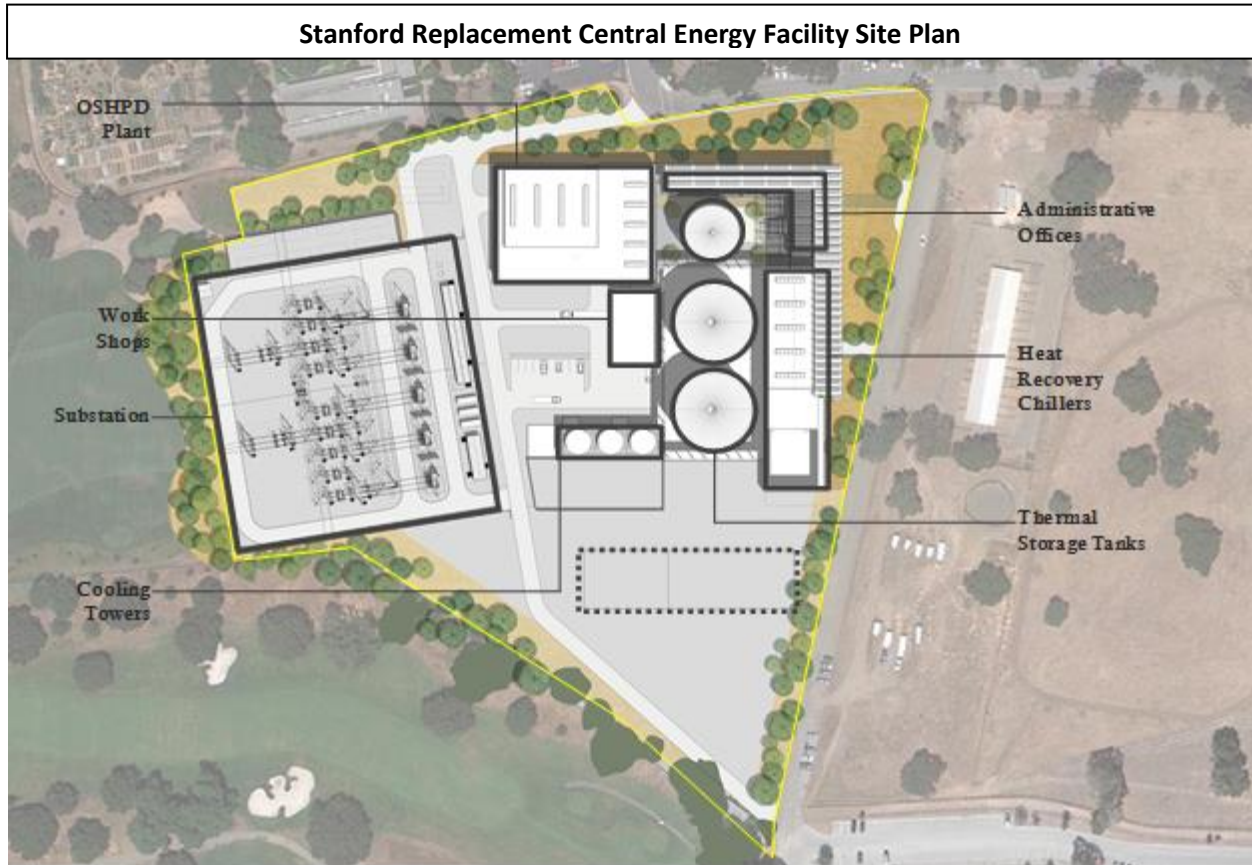 Stanford Replacement Central Energy Facility Site Plan
OSHPD
Plant
Administrative
Offices
Work
Shops
Heat
Recovery
Chillers
Substation
Thermal
Storage Tanks
Cooling
Towers